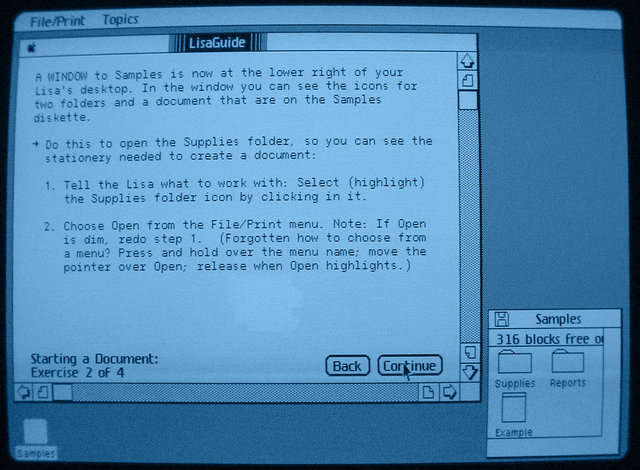 File/Print Topics
LisaGuide
A WINDOW to Samples is now at the lower right of your
Lisa's desktop. In the window you can see the icons for
two folders and a document that are on the Samples
diskette.
→ Do this to open the Supplies folder, so you can see the
stationery needed to create a document:
1. Tell the Lisa what to work with: Select (highlight)
the Supplies folder icon by clicking in it.
2. Choose Open from the File/Print menu. Note: If Open
is dim, redo step 1. (Forgotten how to choose from
a menu? Press and hold over the menu name; move the
pointer over Open; release when Open highlights.)
Starting a Document:
Exercise 2 of 4
Back Continue
Samples
316 blocks free o
Supplies Reports
Example
Samples